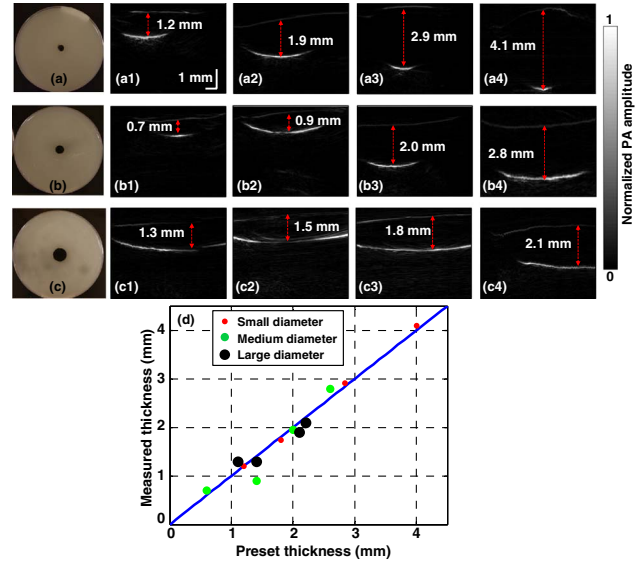 (a)
1.2 mm
(a1)
1 mm
1.9 mm
(a2)
2.9 mm
(a3)
4.1 mm
(a4)
(b)
0.7 mm
(b1)
0.9 mm
(b2)
2.0 mm
(b3)
2.8 mm
(b4)
(c)
1.3 mm
(c1)
1.5 mm
(c2)
1.8 mm
(c3)
2.1 mm
(c4)
1
Normalized PA amplitude
0
(d)
Small diameter
Medium diameter
Large diameter
Measured thickness (mm)
4
3
2
1
0
0 1 2 3 4
Preset thickness (mm)